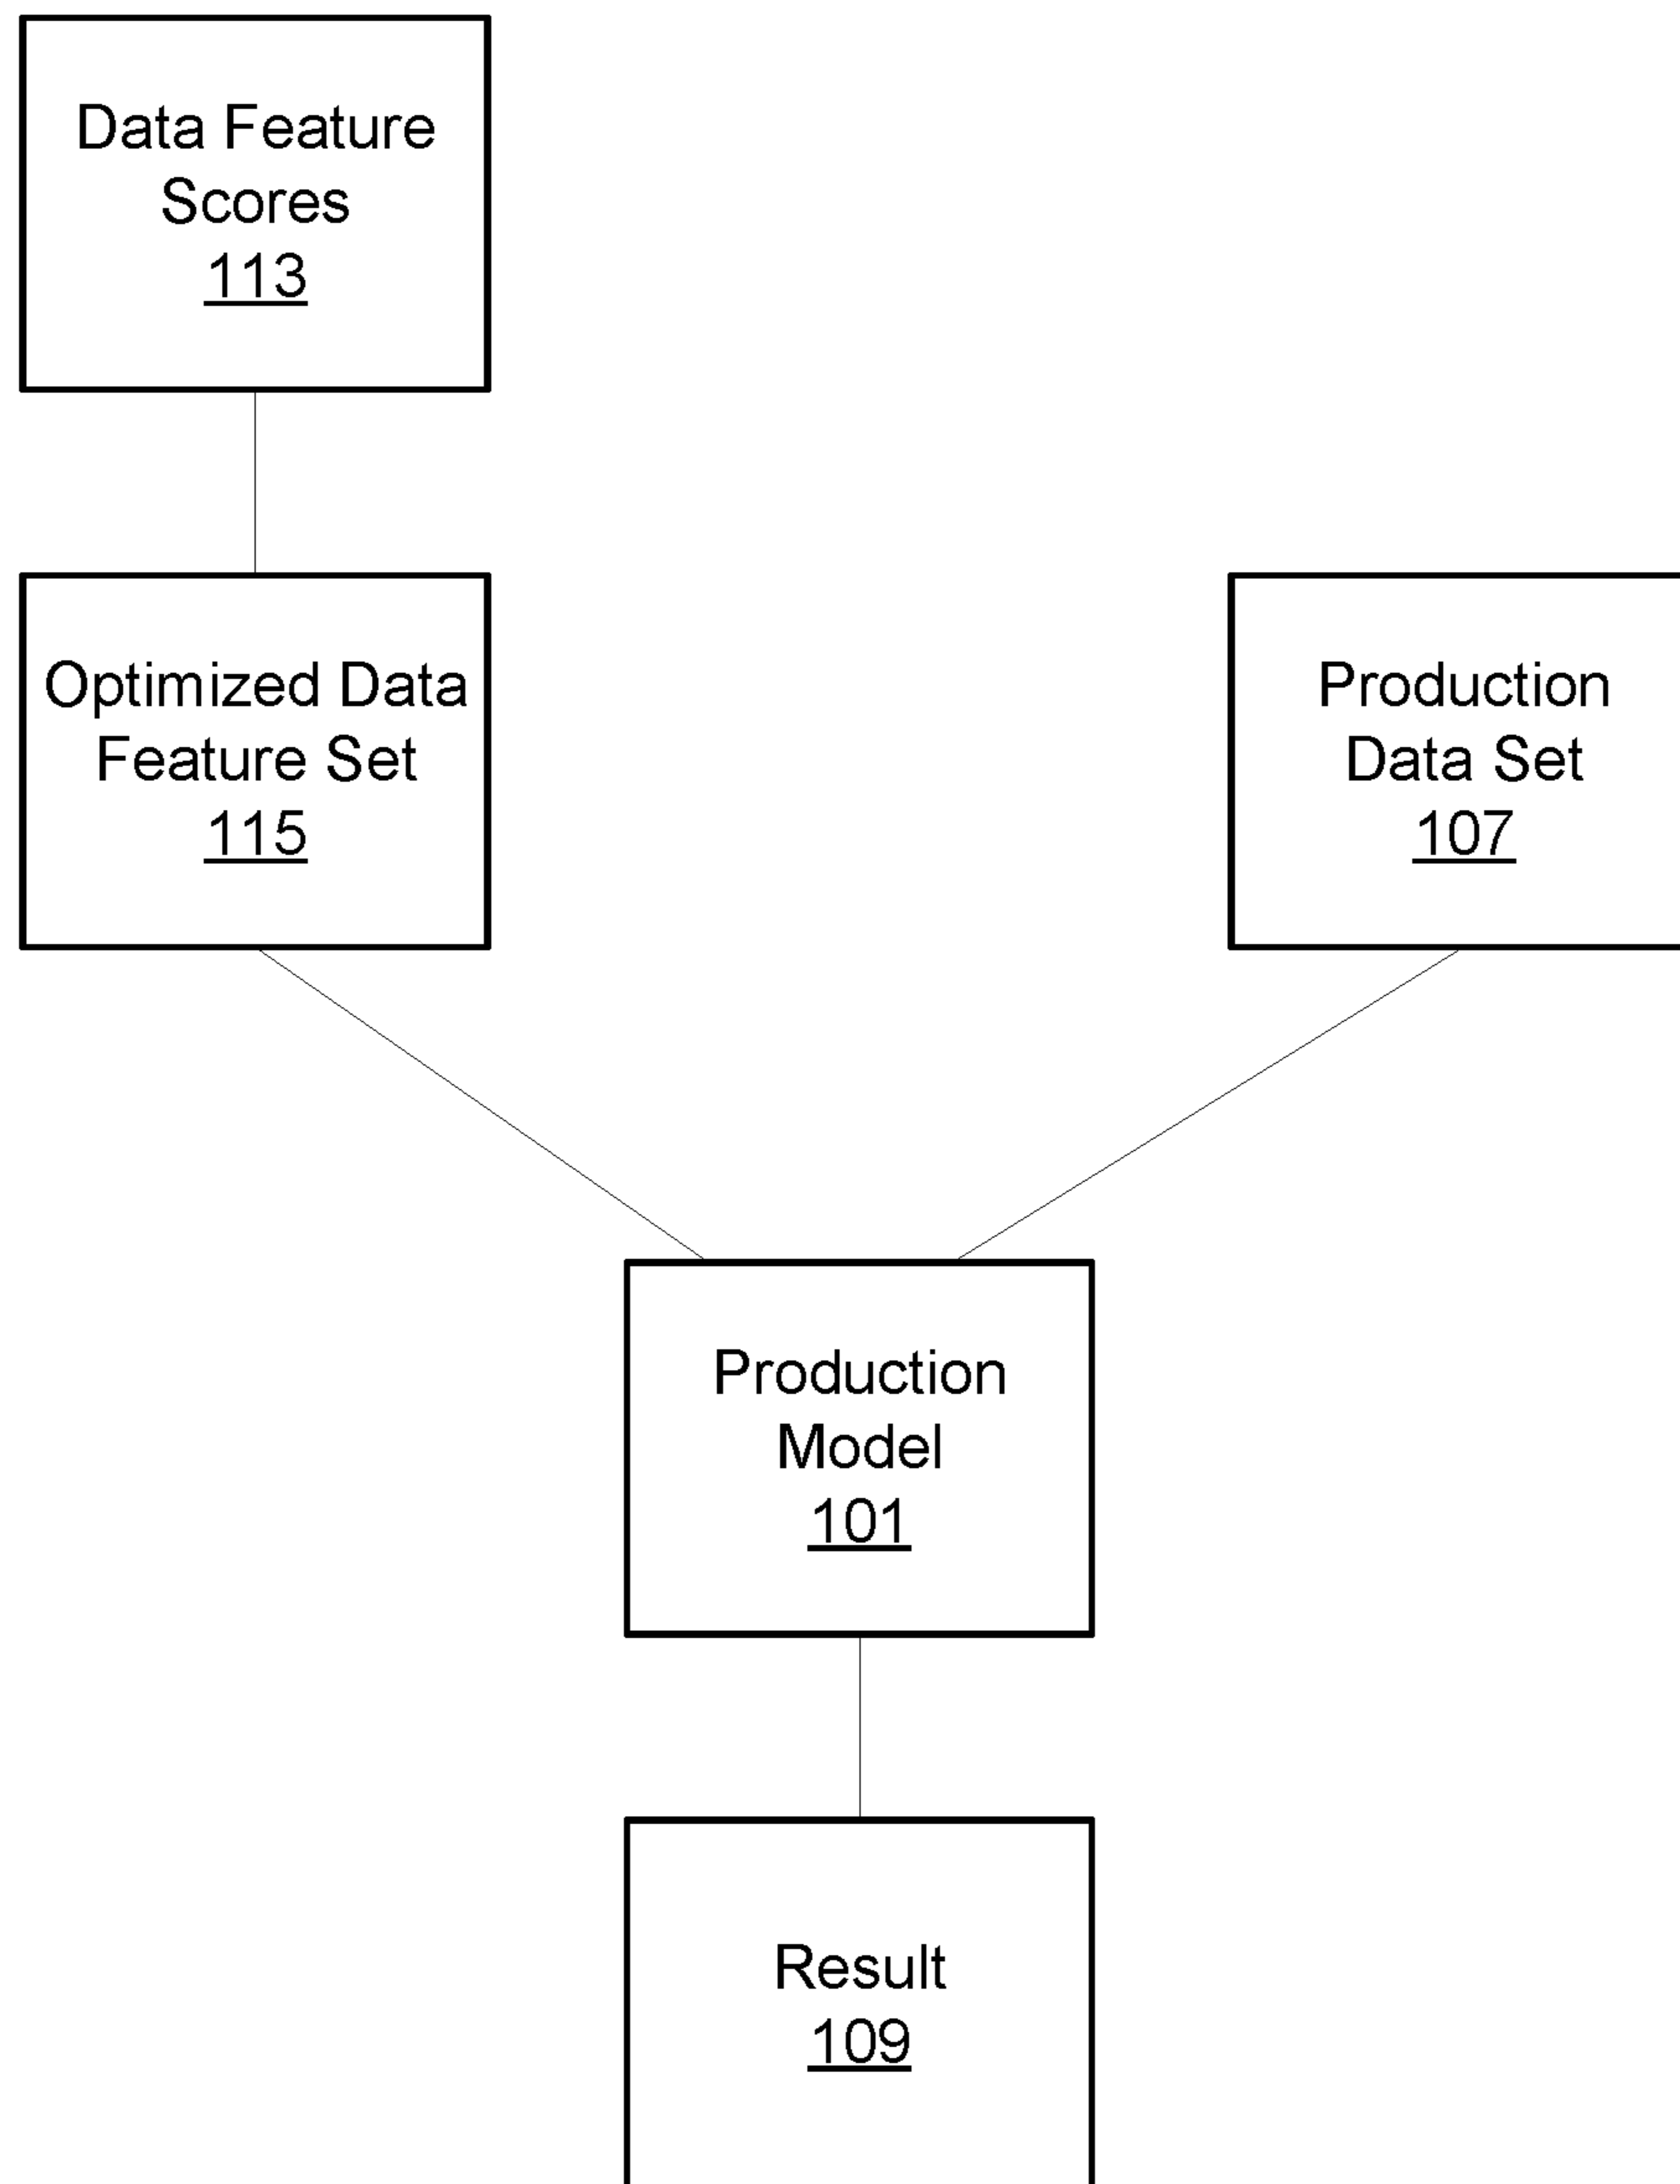 Data Feature
Scores
113
Optimized Data
Feature Set
115
Production
Data Set
107
Production
Model
101
Result
109